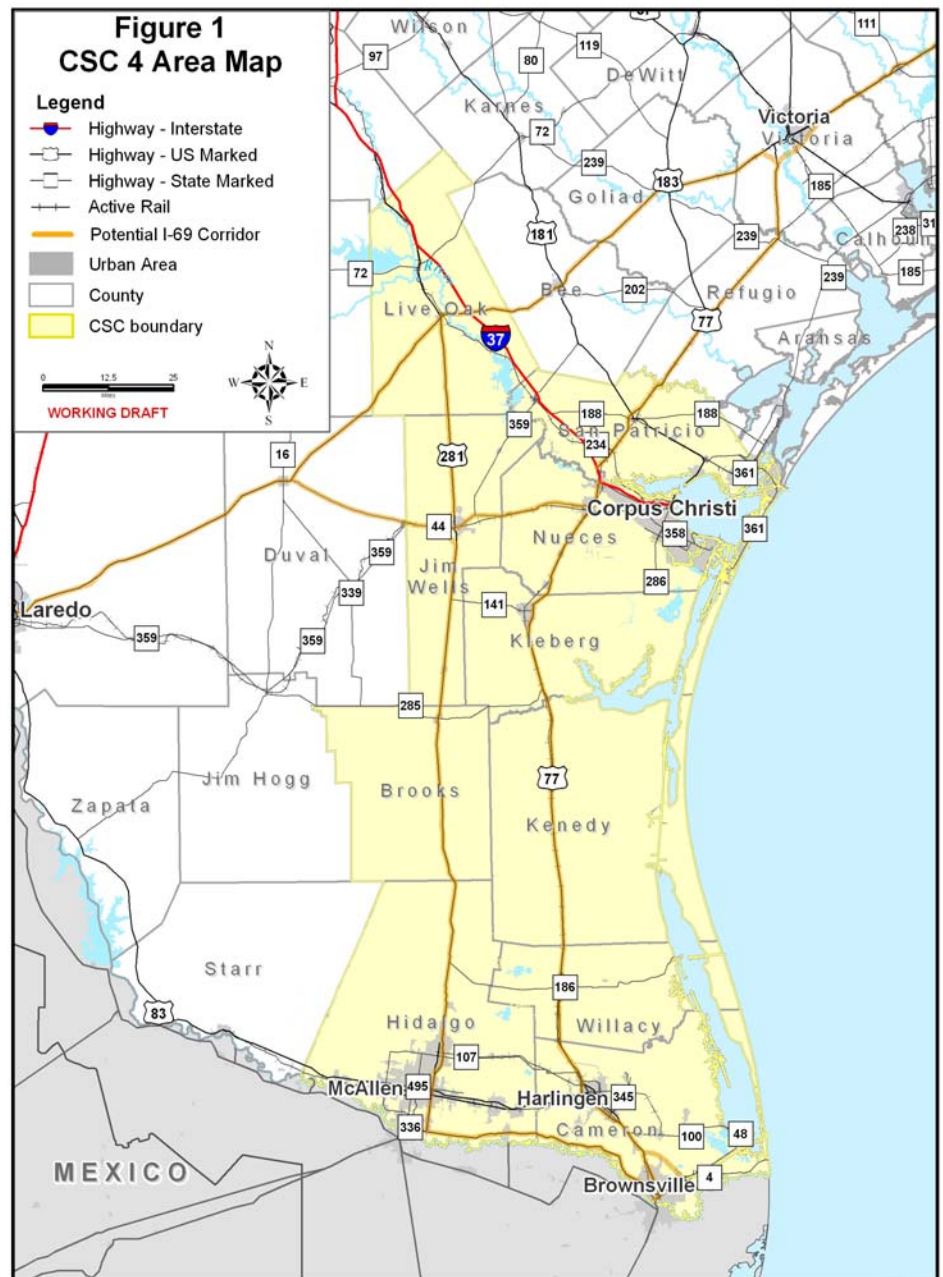 Figure 1
CSC 4 Area Map
Legend
Highway - Interstate
Highway - US Marked
Highway - State Marked
Active Rail
Potential I-69 Corridor
Urban Area
County
CSC boundary
0 12.5 25
Miles
WORKING DRAFT
N
W E
S
Wilson
111
97
80
119
DeWitt
Karnes
72
Victoria
Victoria
239
183
185
Goliad
181
239
238
31
Calhoun
72
239
185
Bee
202
Refugio
Live Oak
77
Aransas
37
359
188
188
San Patricio
234
16
281
361
Corpus Christi
44
Nueces
358
361
Duval
359
Jim
Wells
286
339
141
Laredo
359
359
Kleberg
285
77
Jim Hogg
Brooks
Zapata
Kenedy
Starr
186
83
Hidalgo
Willacy
107
McAllen
495
Harlingen
345
336
Cameron
100
48
MEXICO
4
Brownsville